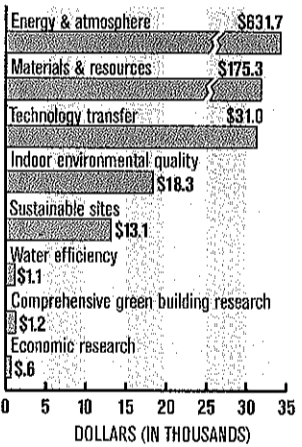 Energy & atmosphere $631.7
Materials & resources $175.3
Technology transfer $31.0
Indoor environmental quality
$18.3
Sustainable sites
$13.1
Water efficiency
$1.1
Comprehensive green building research
$1.2
Economic research
$.6
0 5 10 15 20 25 30 35
DOLLARS (IN THOUSANDS)